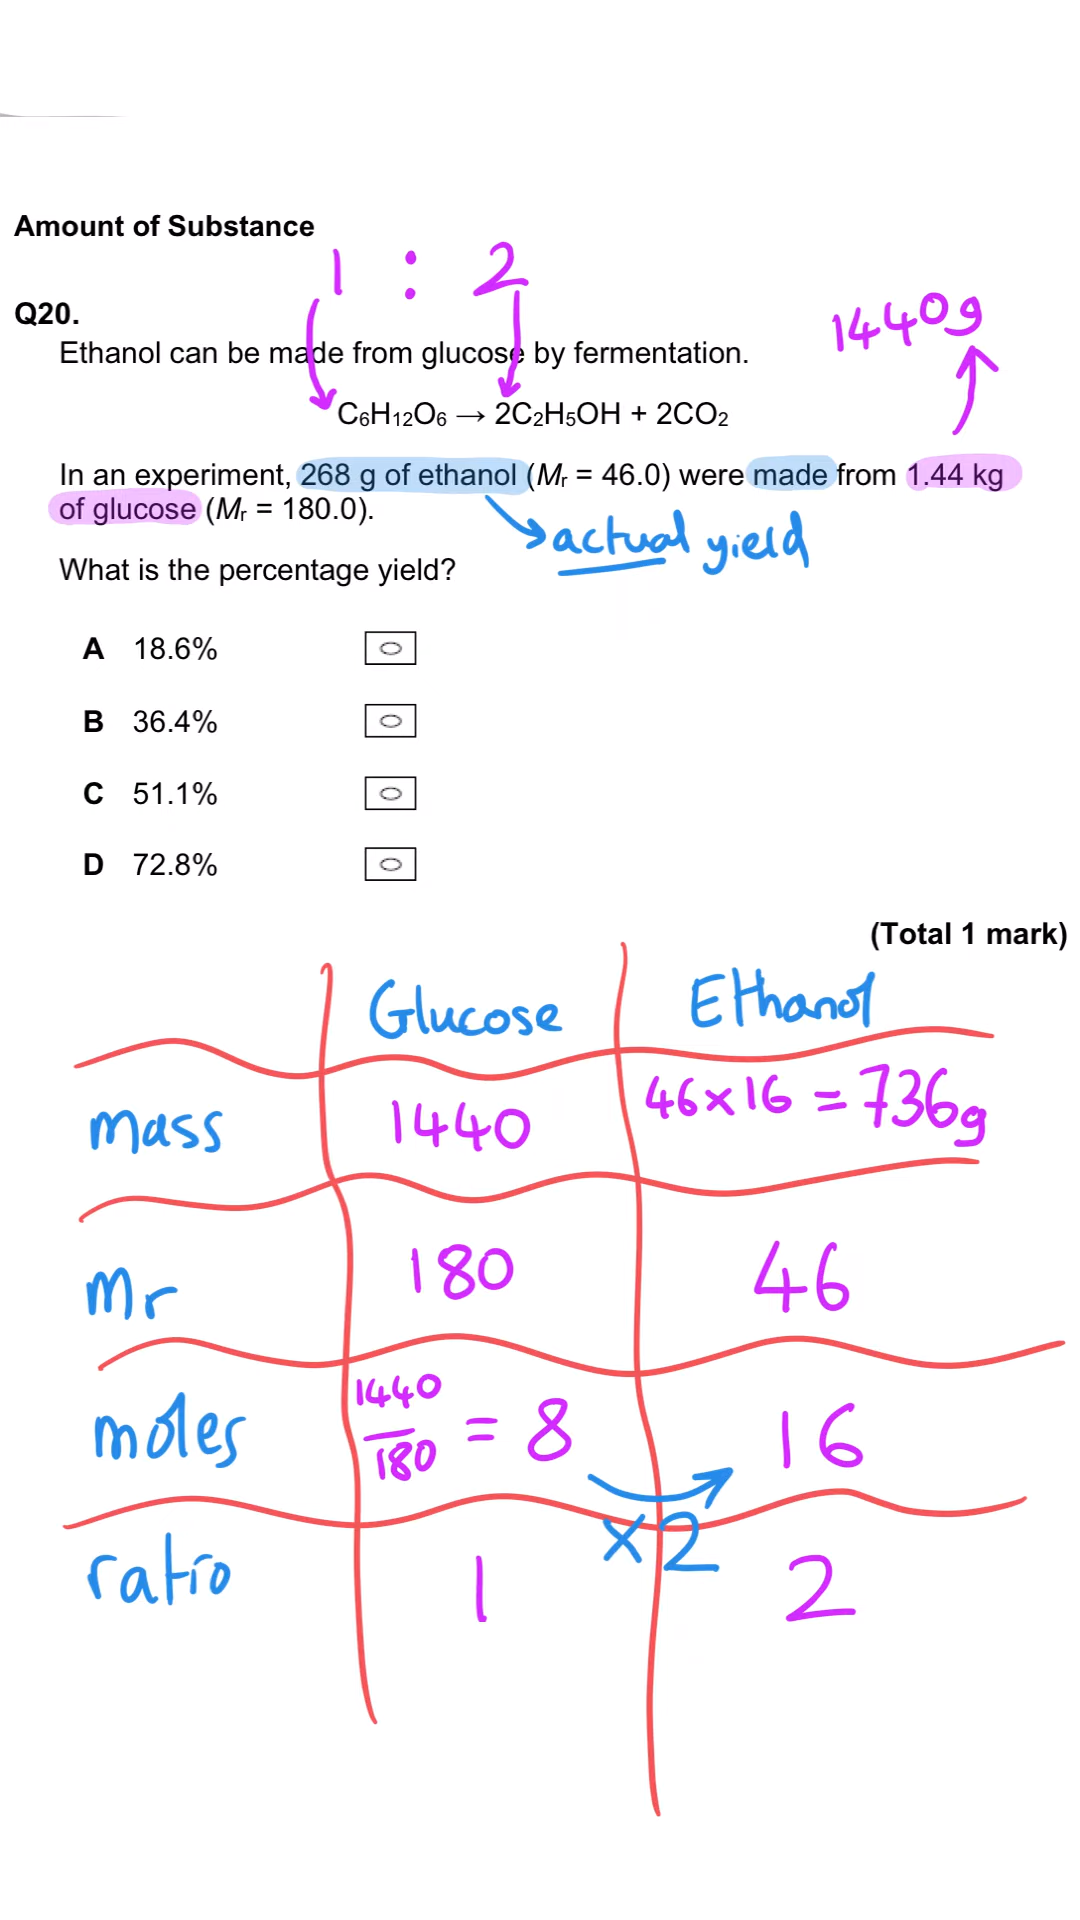 Amount of Substance
1 : 2
Q20.
1440g
Ethanol can be made from glucose by fermentation.
C₆H₁₂O₆ → 2C₂H₅OH + 2CO₂
In an experiment, 268 g of ethanol (Mᵣ = 46.0) were made from 1.44 kg
of glucose (Mᵣ = 180.0).
actual yield
What is the percentage yield?
A 18.6%
B 36.4%
C 51.1%
D 72.8%
(Total 1 mark)
Glucose Ethanol
mass 1440 46×16 = 736g
Mr 180 46
moles 1440/180 = 8 16
×2
ratio 1 2